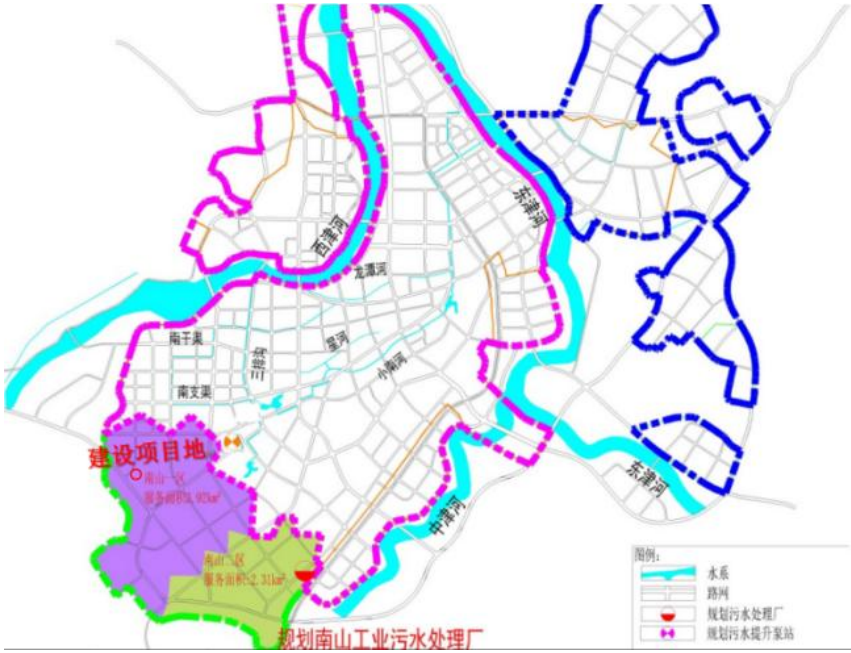 西津河
东津河
龙潭河
南干渠
三排沟
星河
小南河
南支渠
建设项目地
南山一区
东津河
中津河
南山二区
服务面积:2.31km²
规划南山工业污水处理厂
图例:
水系
路网
规划污水处理厂
规划污水提升泵站